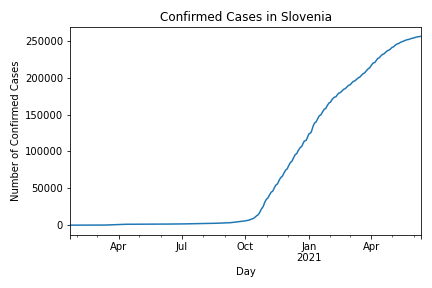 Confirmed Cases in Slovenia
250000
200000
150000
100000
50000
0
Number of Confirmed Cases
Apr
Jul
Oct
Jan
2021
Apr
Day